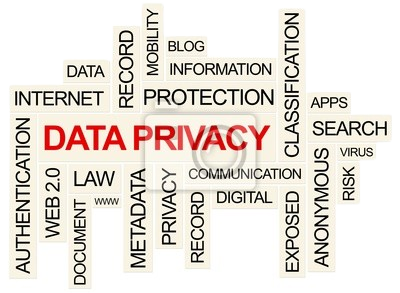 MOBILITY
BLOG
RECORD
DATA
INFORMATION
CLASSIFICATION
INTERNET
PROTECTION
APPS
AUTHENTICATION
DATA PRIVACY
SEARCH
WEB 2.0
LAW
METADATA
PRIVACY
COMMUNICATION
ANONYMOUS
VIRUS
DOCUMENT
WWW
RECORD
DIGITAL
EXPOSED
RISK